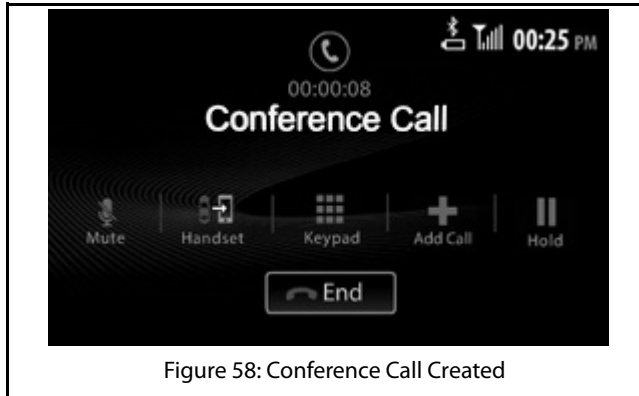 00:25 PM
00:00:08
Conference Call
Mute Handset Keypad Add Call Hold
End
Figure 58: Conference Call Created